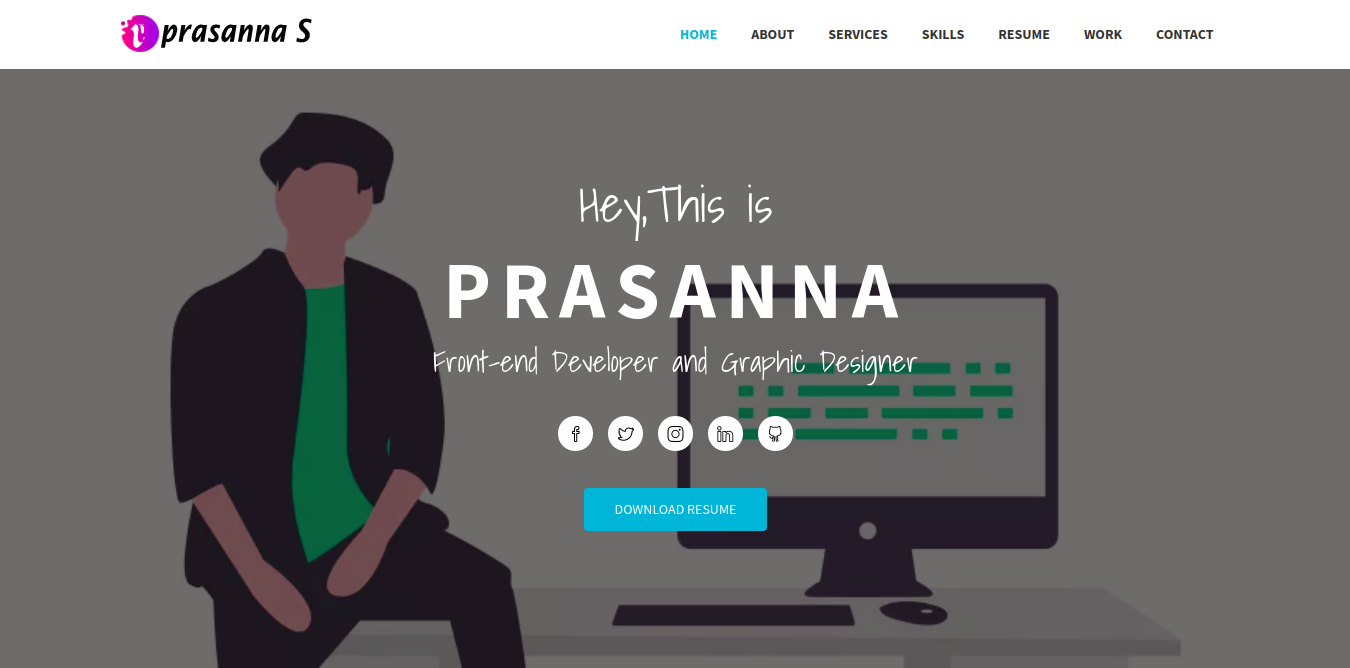 prasanna S
HOME ABOUT SERVICES SKILLS RESUME WORK CONTACT
Hey,This is
PRASANNA
Front-end Developer and Graphic Designer
DOWNLOAD RESUME